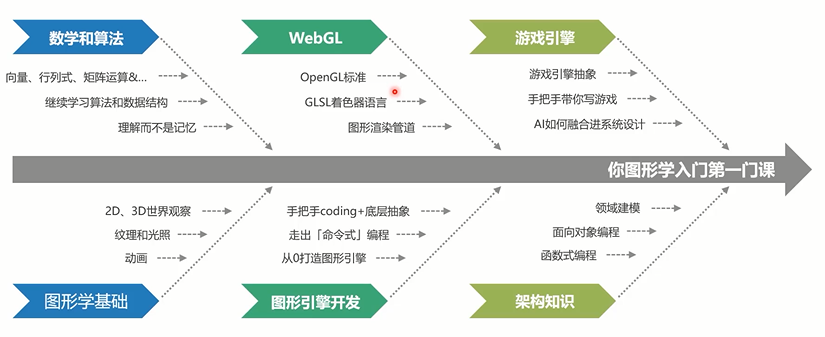 数学和算法
WebGL
游戏引擎
向量、行列式、矩阵运算&...
继续学习算法和数据结构
理解而不是记忆
OpenGL标准
GLSL着色器语言
图形渲染管道
游戏引擎抽象
手把手带你写游戏
AI如何融合进系统设计
你图形学入门第一门课
2D、3D世界观察
纹理和光照
动画
手把手coding+底层抽象
走出「命令式」编程
从0打造图形引擎
领域建模
面向对象编程
函数式编程
图形学基础
图形引擎开发
架构知识